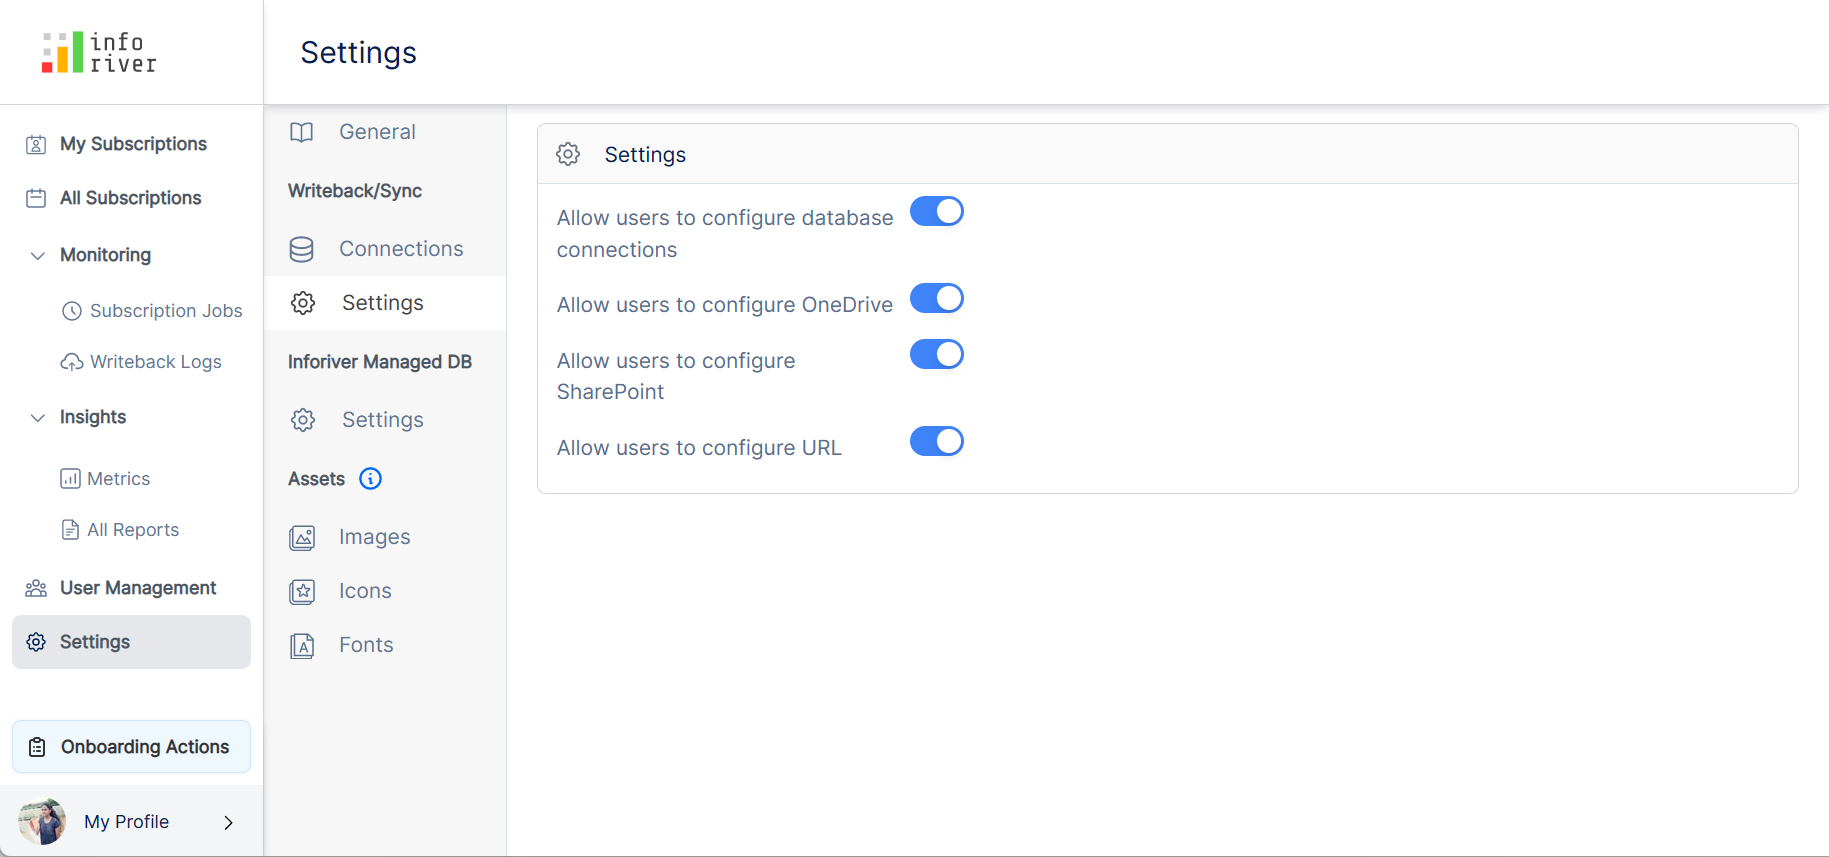 info
river
My Subscriptions
All Subscriptions
Monitoring
Subscription Jobs
Writeback Logs
Insights
Metrics
All Reports
User Management
Settings
Onboarding Actions
My Profile
Settings
General
Writeback/Sync
Connections
Settings
Inforiver Managed DB
Settings
Assets
Images
Icons
Fonts
Settings
Allow users to configure database
connections
Allow users to configure OneDrive
Allow users to configure
SharePoint
Allow users to configure URL